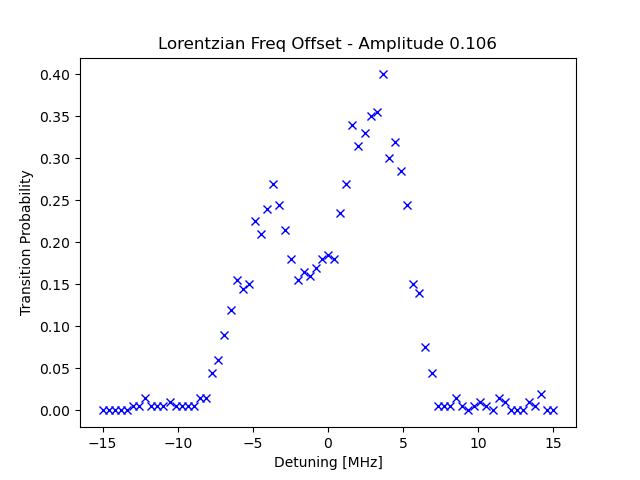 Lorentzian Freq Offset - Amplitude 0.106
Transition Probability
0.40
0.35
0.30
0.25
0.20
0.15
0.10
0.05
0.00
−15 −10 −5 0 5 10 15
Detuning [MHz]